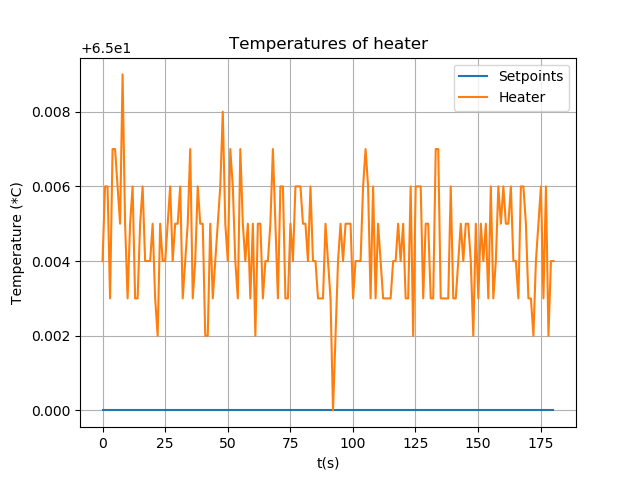 Temperatures of heater
+6.5e1
Setpoints
Heater
Temperature (*C)
0.008
0.006
0.004
0.002
0.000
0 25 50 75 100 125 150 175
t(s)